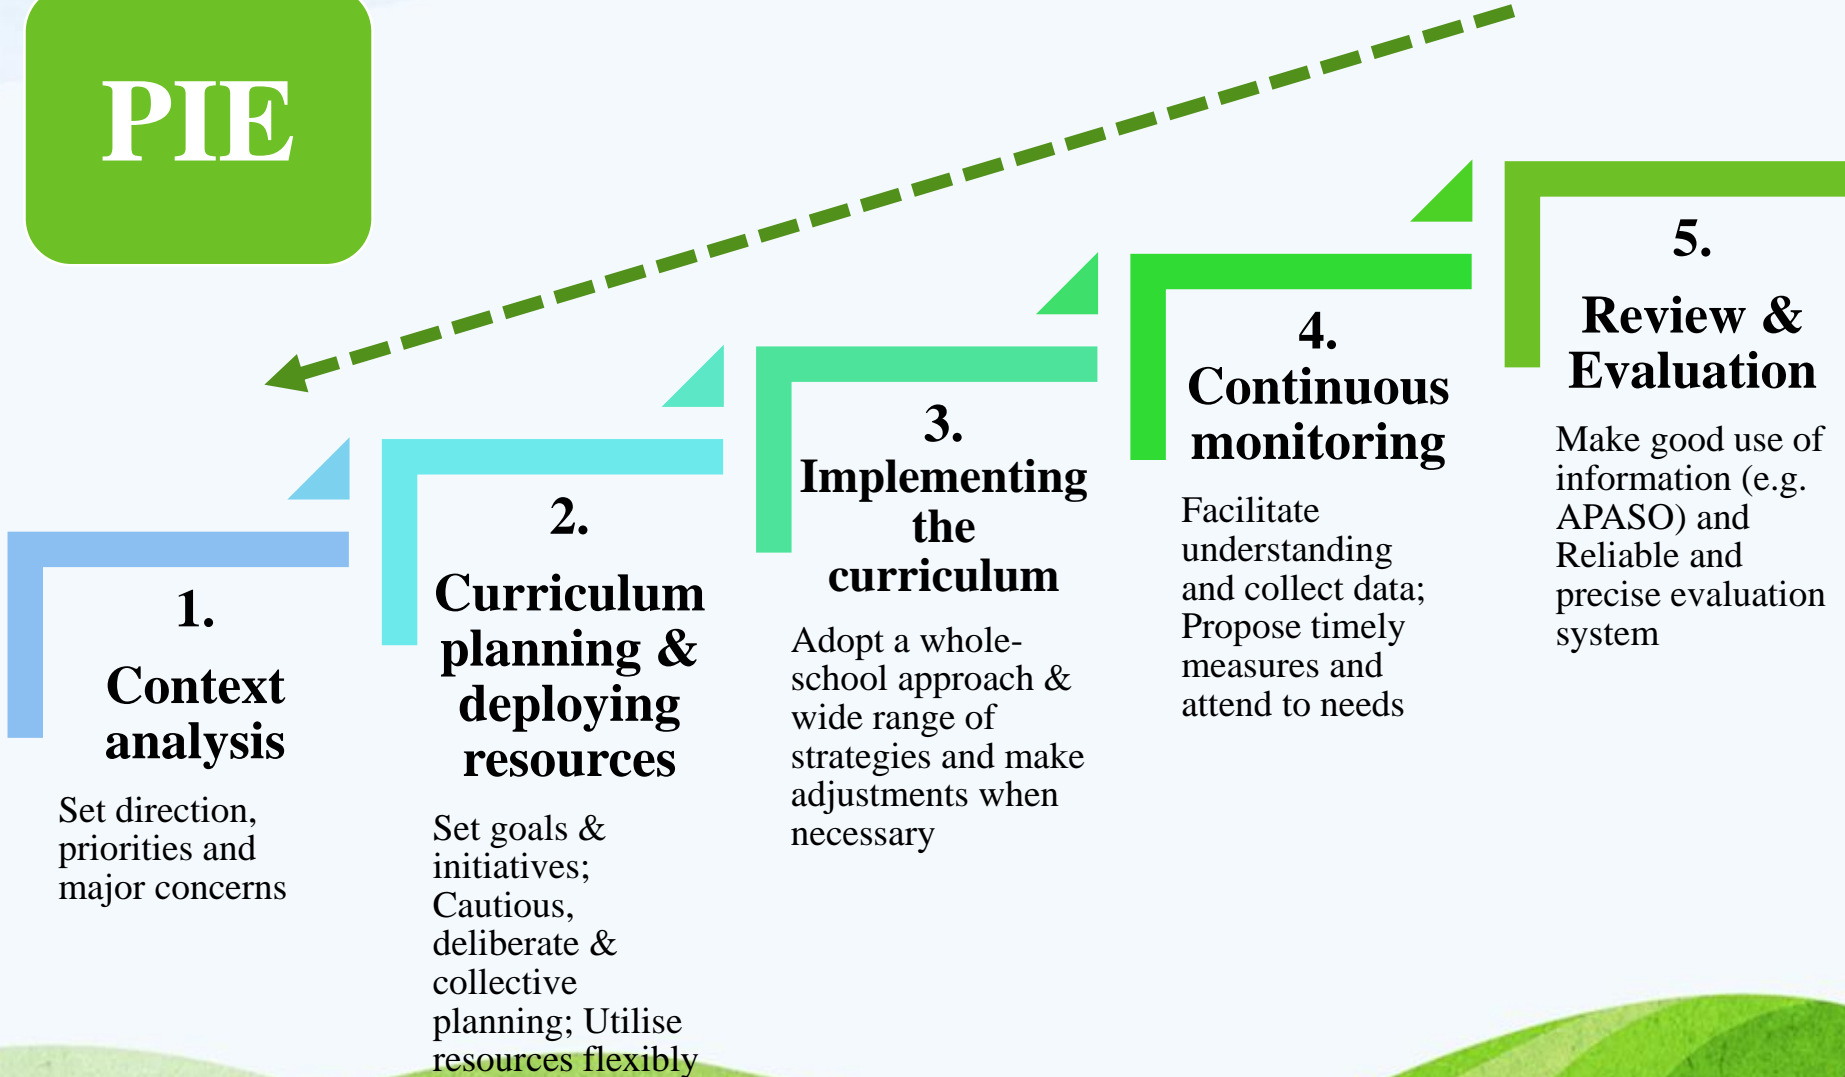 PIE
1.
Context
analysis
Set direction,
priorities and
major concerns
2.
Curriculum
planning &
deploying
resources
Set goals &
initiatives;
Cautious,
deliberate &
collective
planning; Utilise
resources flexibly
3.
Implementing
the
curriculum
Adopt a whole-
school approach &
wide range of
strategies and make
adjustments when
necessary
4.
Continuous
monitoring
Facilitate
understanding
and collect data;
Propose timely
measures and
attend to needs
5.
Review &
Evaluation
Make good use of
information (e.g.
APASO) and
Reliable and
precise evaluation
system